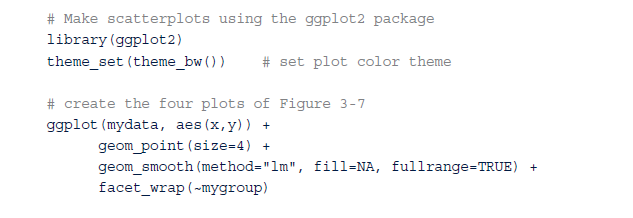 # Make scatterplots using the ggplot2 package
library(ggplot2)
theme_set(theme_bw())    # set plot color theme
# create the four plots of Figure 3-7
ggplot(mydata, aes(x,y)) +
      geom_point(size=4) +
      geom_smooth(method="lm", fill=NA, fullrange=TRUE) +
      facet_wrap(~mygroup)